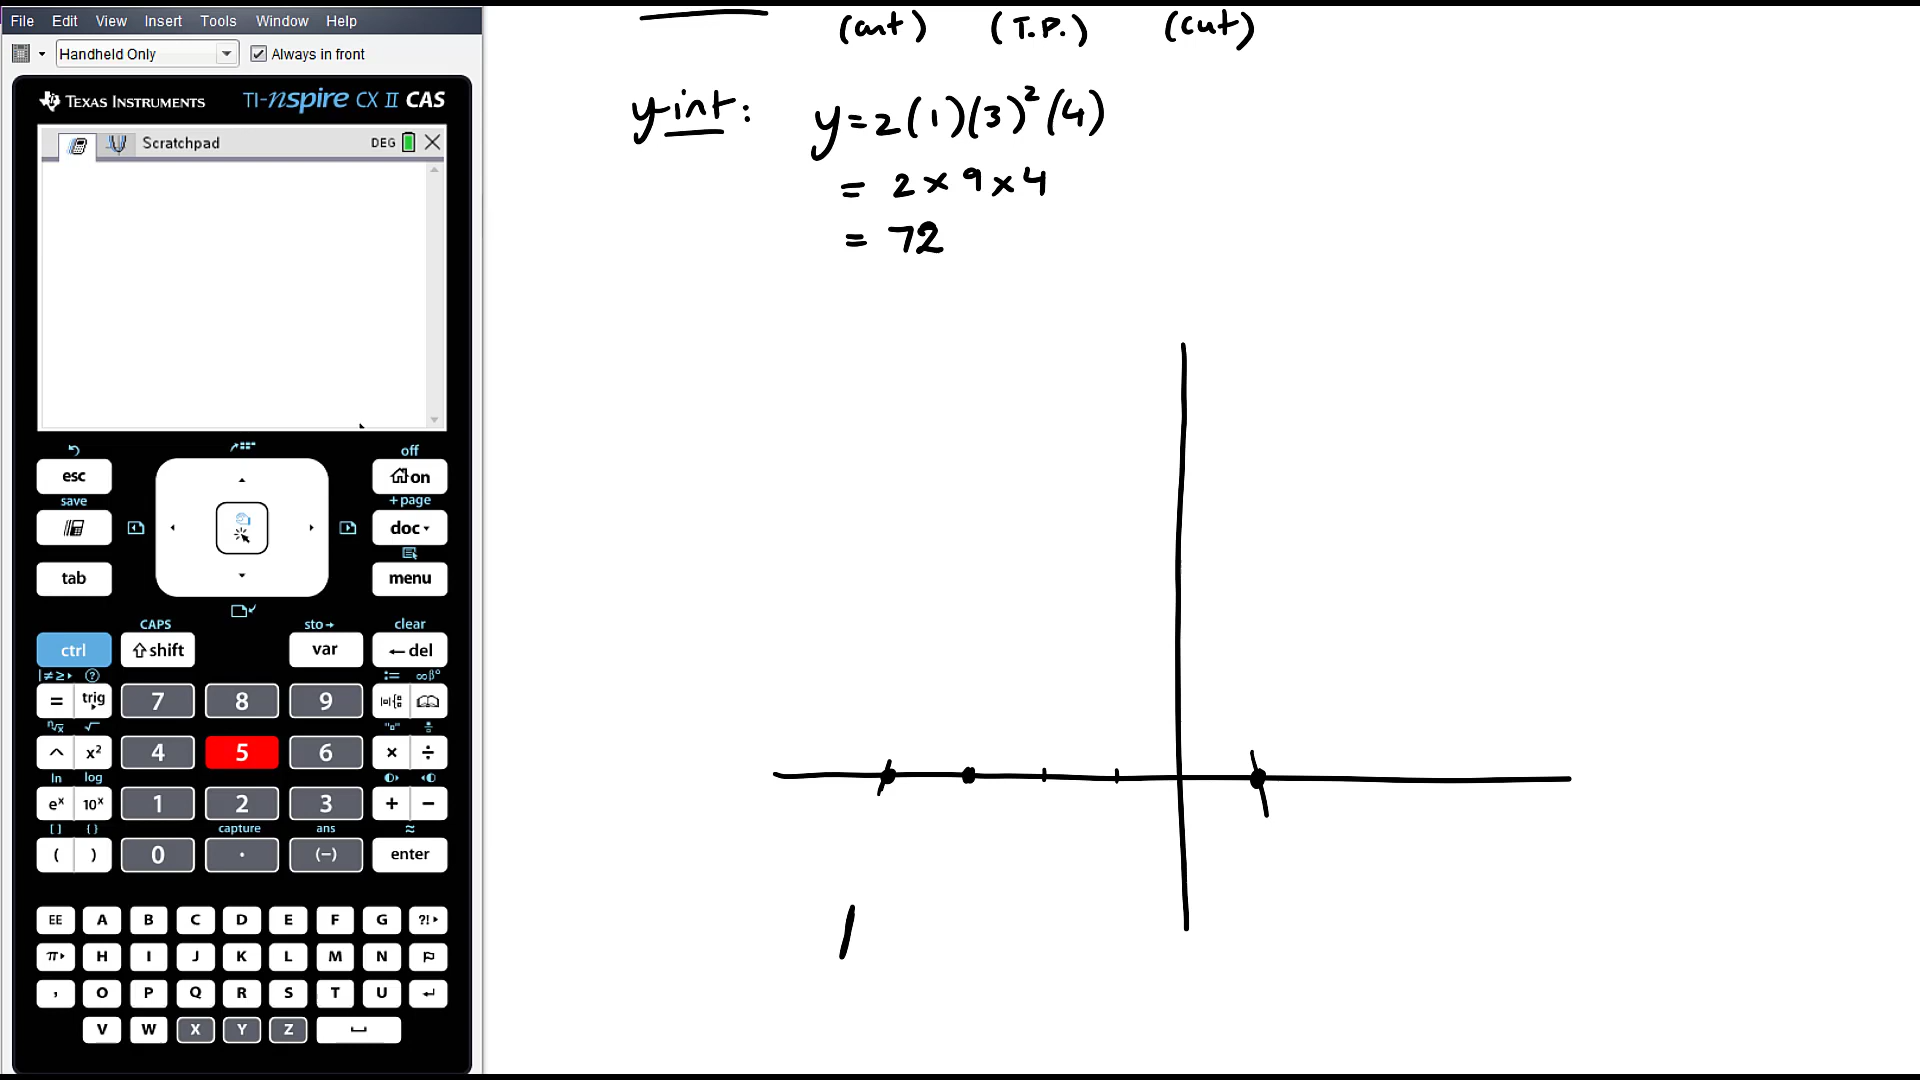 File Edit View Insert Tools Window Help
Handheld Only Always in front
TEXAS INSTRUMENTS TI-nspire CX II CAS
Scratchpad DEG
off
esc on
save + page
doc
tab menu
CAPS sto→ clear
ctrl shift var ←del
|≠≥▸ ? := ∞β°
= trig 7 8 9
ⁿ√x √ "▫"
^ x² 4 5 6 × ÷
ln log
eˣ 10ˣ 1 2 3 + −
[ ] { } capture ans ≈
( ) 0 . (−) enter
EE A B C D E F G ?!▸
π▸ H I J K L M N
, O P Q R S T U ↵
V W X Y Z
(cut) (T.P.) (cut)
y-int: y=2(1)(3)²(4)
= 2×9×4
= 72